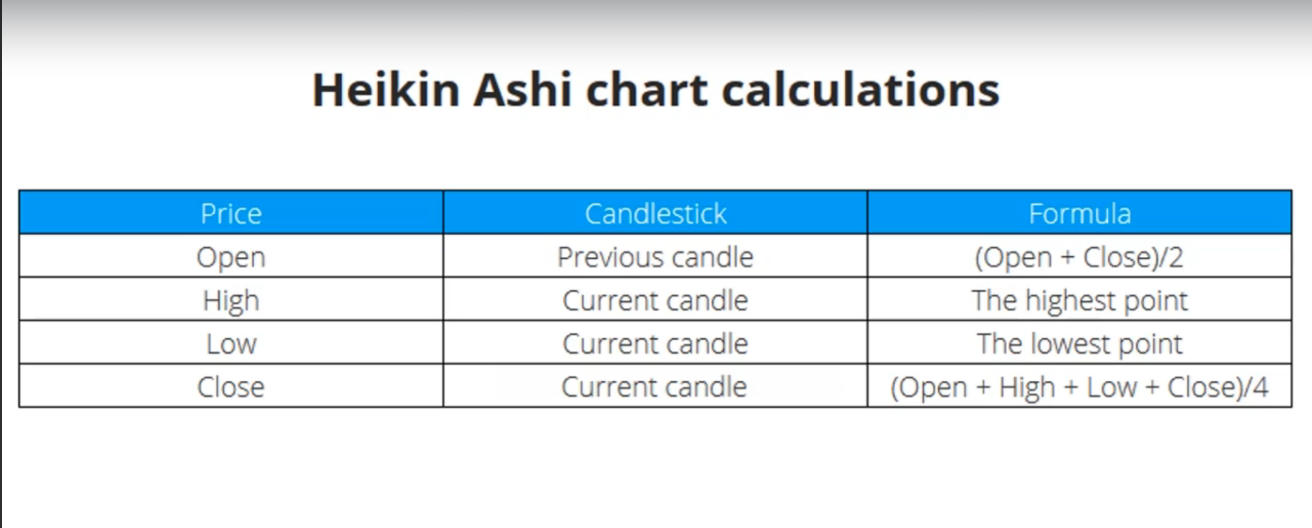 Heikin Ashi chart calculations
Price Candlestick Formula
Open Previous candle (Open + Close)/2
High Current candle The highest point
Low Current candle The lowest point
Close Current candle (Open + High + Low + Close)/4